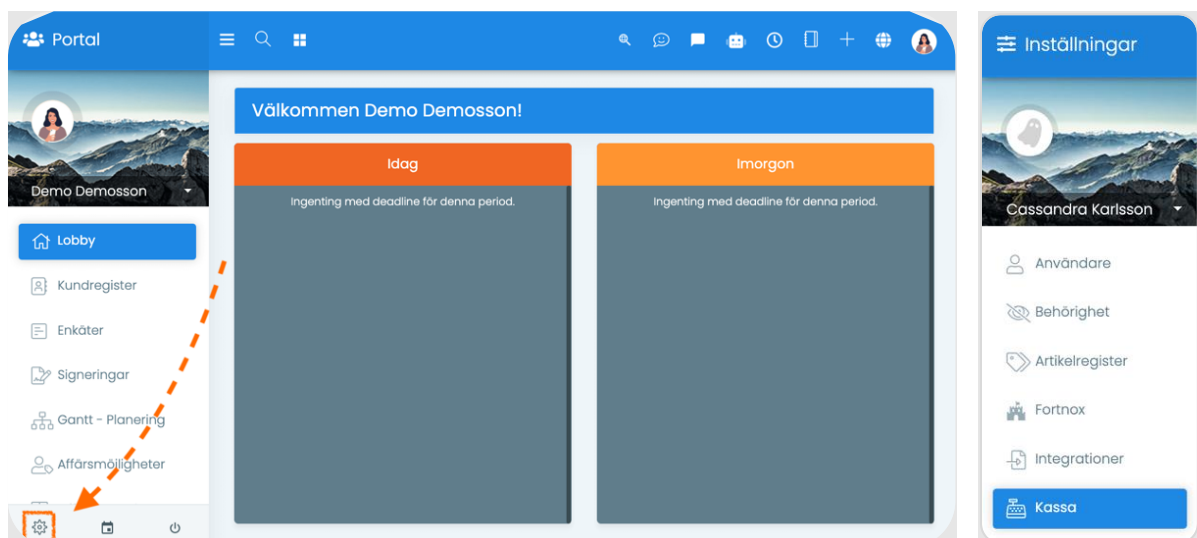 Portal
Välkommen Demo Demosson!
Idag
Imorgon
Ingenting med deadline för denna period.
Ingenting med deadline för denna period.
Demo Demosson
Lobby
Kundregister
Enkäter
Signeringar
Gantt - Planering
Affärsmöjligheter
Inställningar
Cassandra Karlsson
Användare
Behörighet
Artikelregister
Fortnox
Integrationer
Kassa